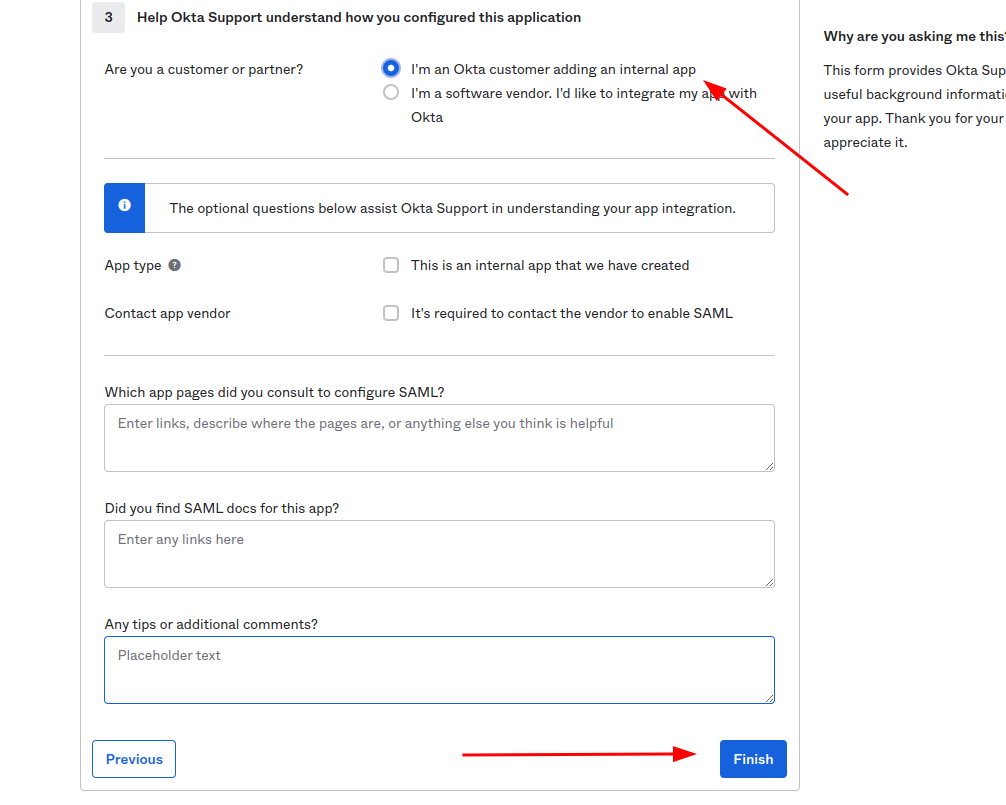 3 Help Okta Support understand how you configured this application
Are you a customer or partner?
I'm an Okta customer adding an internal app
I'm a software vendor. I'd like to integrate my app with
Okta
The optional questions below assist Okta Support in understanding your app integration.
App type
This is an internal app that we have created
Contact app vendor
It's required to contact the vendor to enable SAML
Which app pages did you consult to configure SAML?
Enter links, describe where the pages are, or anything else you think is helpful
Did you find SAML docs for this app?
Enter any links here
Any tips or additional comments?
Placeholder text
Previous
Finish
Why are you asking me this?
This form provides Okta Sup
useful background informati
your app. Thank you for your
appreciate it.